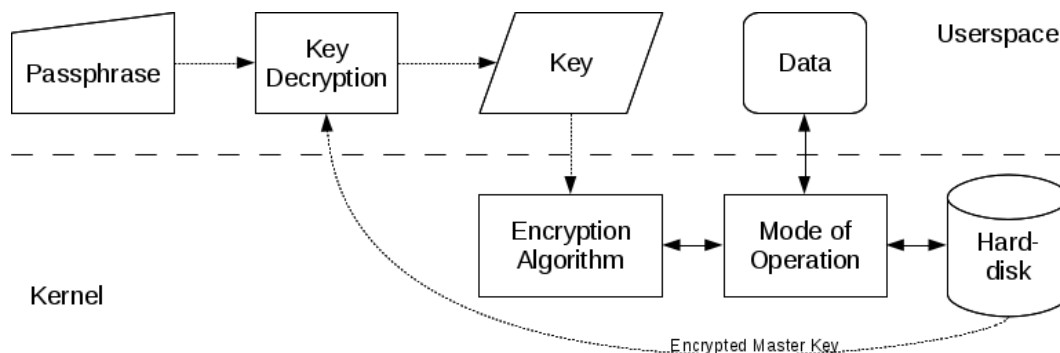 Userspace
Passphrase
Key
Decryption
Key
Data
Encryption
Algorithm
Mode of
Operation
Hard-
disk
Kernel
Encrypted Master Key